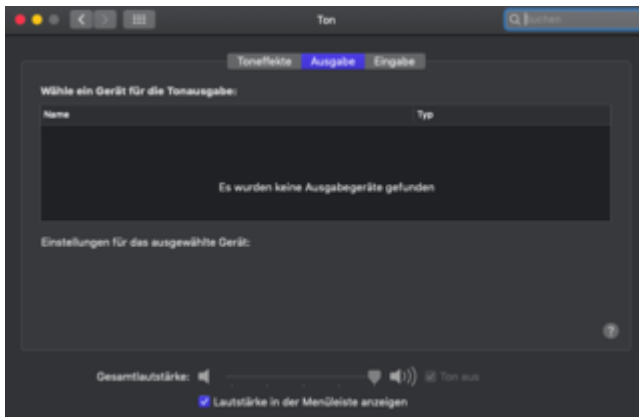 Ton
Suchen
Toneffekte Ausgabe Eingabe
Wähle ein Gerät für die Tonausgabe:
Name Typ
Es wurden keine Ausgabegeräte gefunden
Einstellungen für das ausgewählte Gerät:
?
Gesamtlautstärke: Ton aus
Lautstärke in der Menüleiste anzeigen